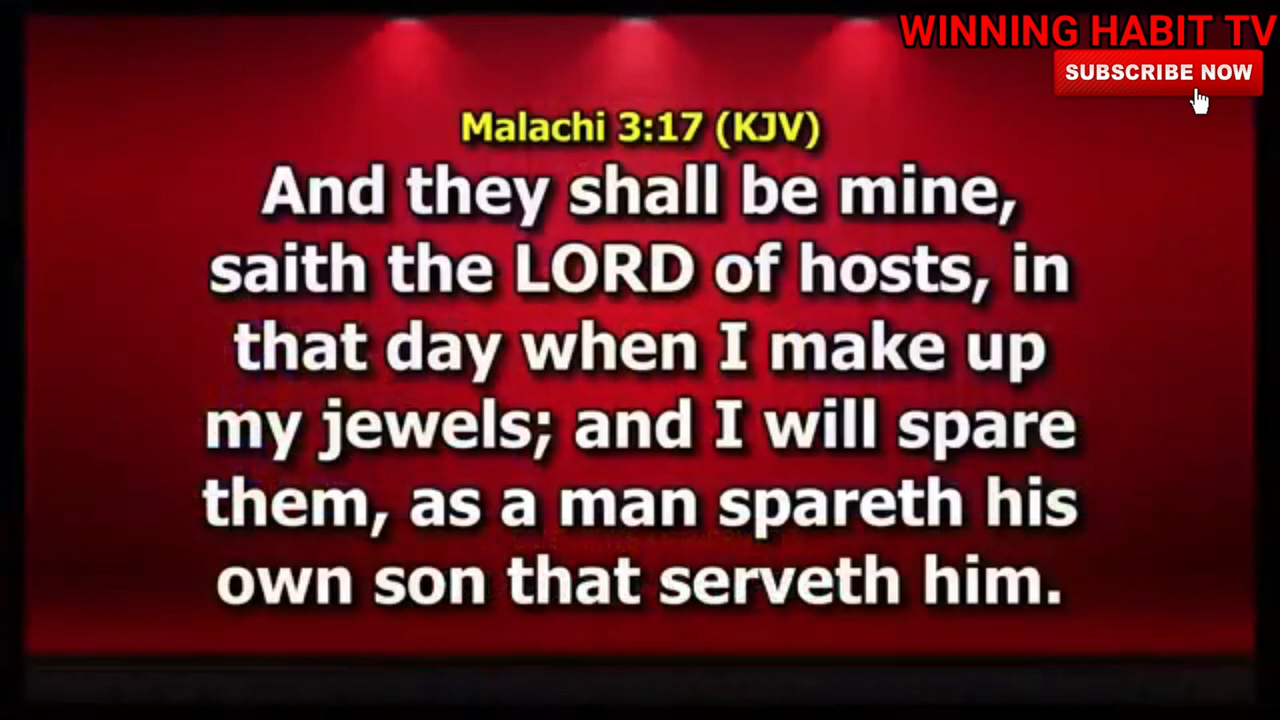 WINNING HABIT TV
SUBSCRIBE NOW
Malachi 3:17 (KJV)
And they shall be mine,
saith the LORD of hosts, in
that day when I make up
my jewels; and I will spare
them, as a man spareth his
own son that serveth him.